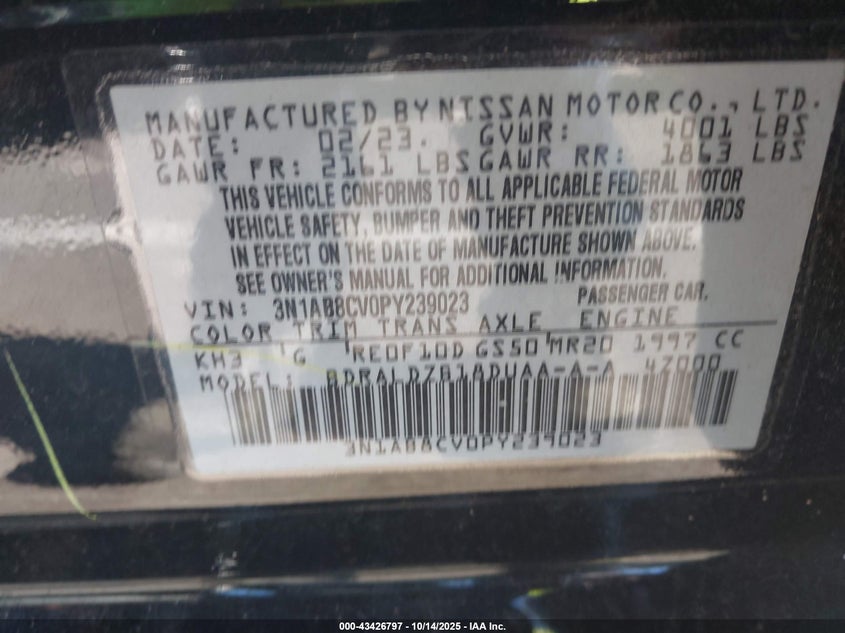 MANUFACTURED BY NISSAN MOTOR CO., LTD.
DATE: 02/23. GVWR: 4001 LBS
GAWR FR: 2161 LBS GAWR RR: 1863 LBS
THIS VEHICLE CONFORMS TO ALL APPLICABLE FEDERAL MOTOR
VEHICLE SAFETY, BUMPER AND THEFT PREVENTION STANDARDS
IN EFFECT ON THE DATE OF MANUFACTURE SHOWN ABOVE.
SEE OWNER'S MANUAL FOR ADDITIONAL INFORMATION.
VIN: 3N1AB8CV0PY239023 PASSENGER CAR.
COLOR TRIM TRANS AXLE ENGINE
KH3 G RE0F10D GS50 MR20 1997 CC
MODEL: BDRALDZB18DUAA-A-A 4Z000
3N1AB8CV0PY239023
000-43426797 - 10/14/2025 - IAA Inc.